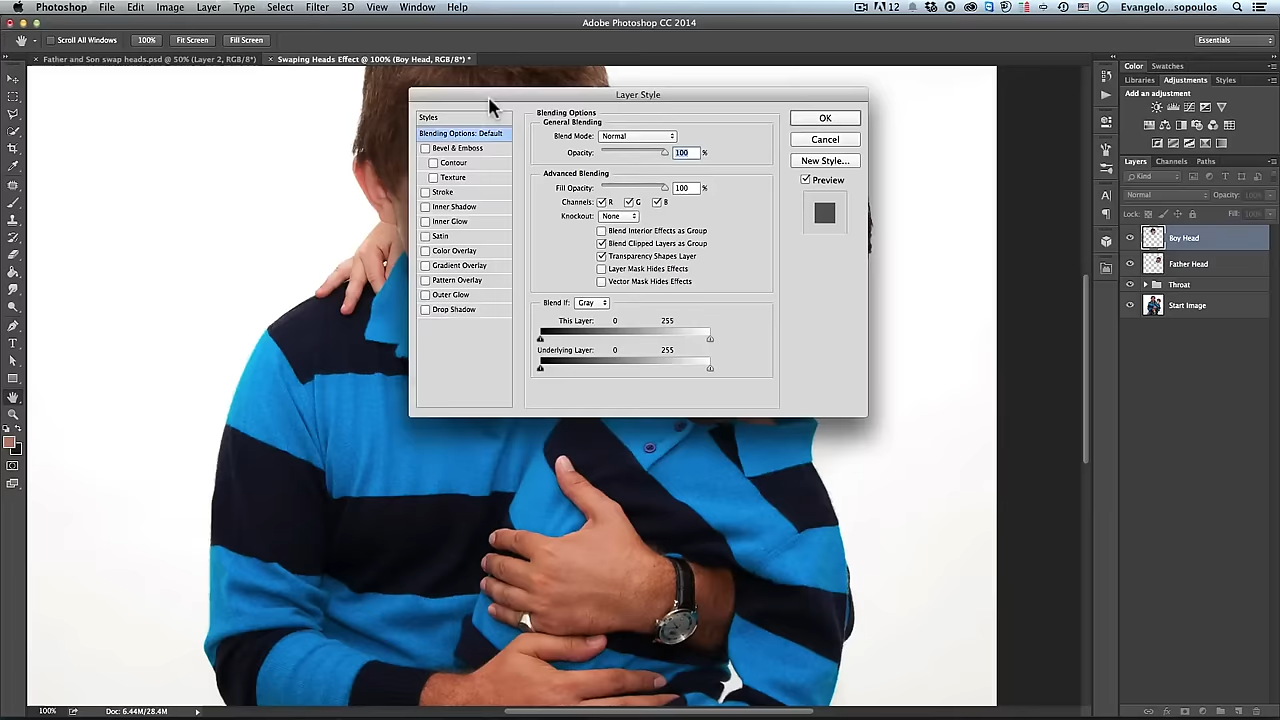 Photoshop File Edit Image Layer Type Select Filter 3D View Window Help 12 Evangelo...sopoulos
Adobe Photoshop CC 2014
Scroll All Windows 100% Fit Screen Fill Screen Essentials
Father and Son swap heads.psd @ 50% (Layer 2, RGB/8*) Swaping Heads Effect @ 100% (Boy Head, RGB/8*) *
Color Swatches
Libraries Adjustments Styles
Add an adjustment
Layers Channels Paths
Kind
Normal Opacity:
Lock: Fill:
Boy Head
Father Head
Throat
Start Image
Layer Style
Styles
Blending Options: Default
Bevel & Emboss
Contour
Texture
Stroke
Inner Shadow
Inner Glow
Satin
Color Overlay
Gradient Overlay
Pattern Overlay
Outer Glow
Drop Shadow
Blending Options
General Blending
Blend Mode: Normal
Opacity: 100 %
Advanced Blending
Fill Opacity: 100 %
Channels: R G B
Knockout: None
Blend Interior Effects as Group
Blend Clipped Layers as Group
Transparency Shapes Layer
Layer Mask Hides Effects
Vector Mask Hides Effects
Blend If: Gray
This Layer: 0 255
Underlying Layer: 0 255
OK
Cancel
New Style...
Preview
100% Doc: 6.44M/28.4M